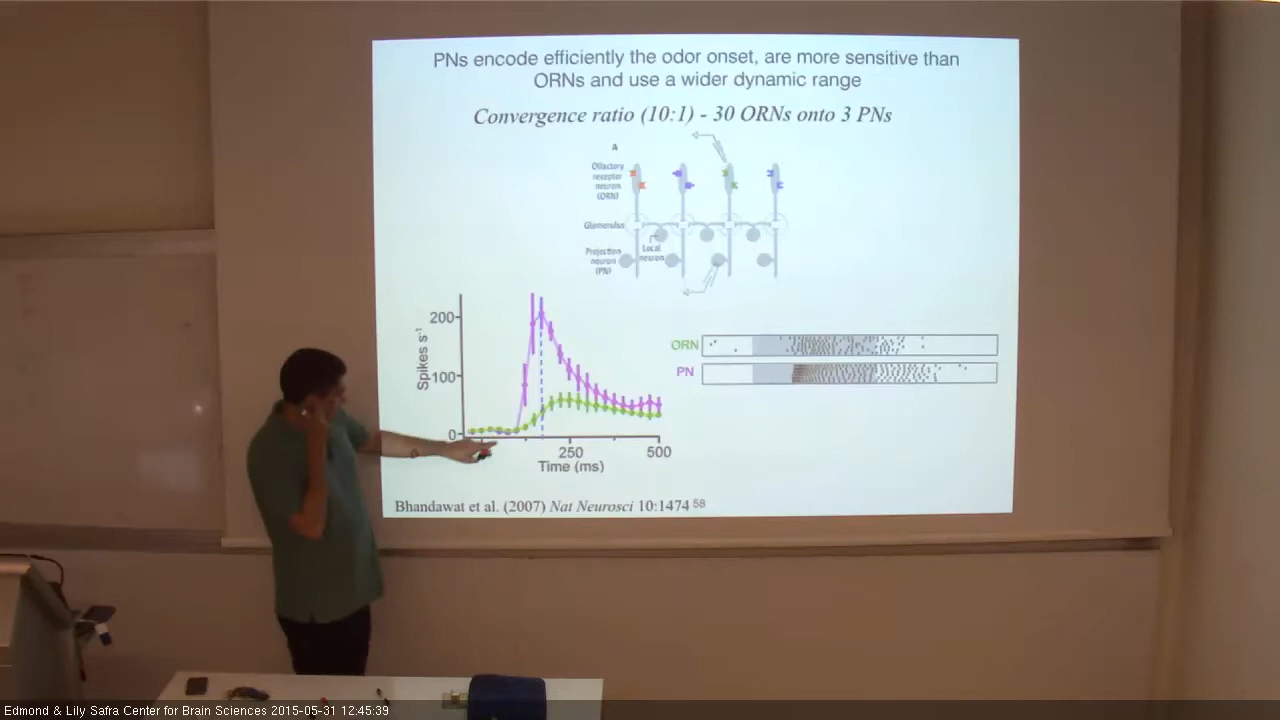 PNs encode efficiently the odor onset, are more sensitive than
ORNs and use a wider dynamic range
Convergence ratio (10:1) - 30 ORNs onto 3 PNs
A
Olfactory
receptor
neuron
(ORN)
Glomerulus
Local
neuron
Projection
neuron
(PN)
Spikes s⁻¹
200
100
0
250
500
Time (ms)
ORN
PN
Bhandawat et al. (2007) Nat Neurosci 10:1474 58
Edmond & Lily Safra Center for Brain Sciences 2015-05-31 12:45:39